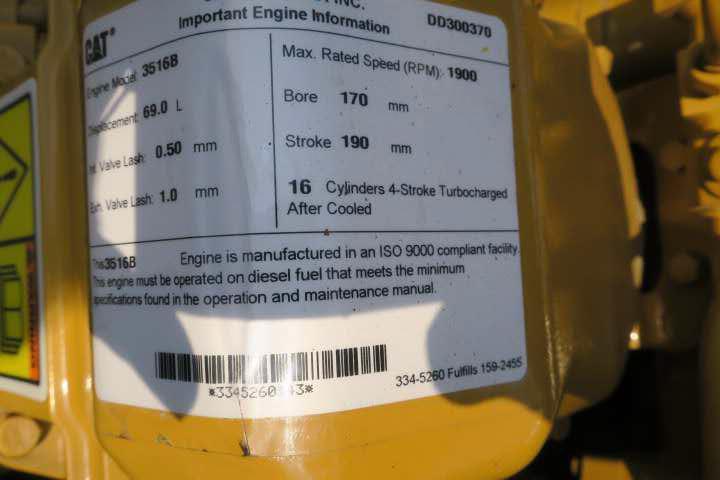 INC.
Important Engine Information
DD300370
CAT®
Engine Model 3516B
Displacement 69.0 L
Int. Valve Lash: 0.50 mm
Exh. Valve Lash: 1.0 mm
Max. Rated Speed (RPM): 1900
Bore 170 mm
Stroke 190 mm
16 Cylinders 4-Stroke Turbocharged
After Cooled
This 3516B Engine is manufactured in an ISO 9000 compliant facility.
This engine must be operated on diesel fuel that meets the minimum
specifications found in the operation and maintenance manual.
334-5260 Fulfills 159-2455